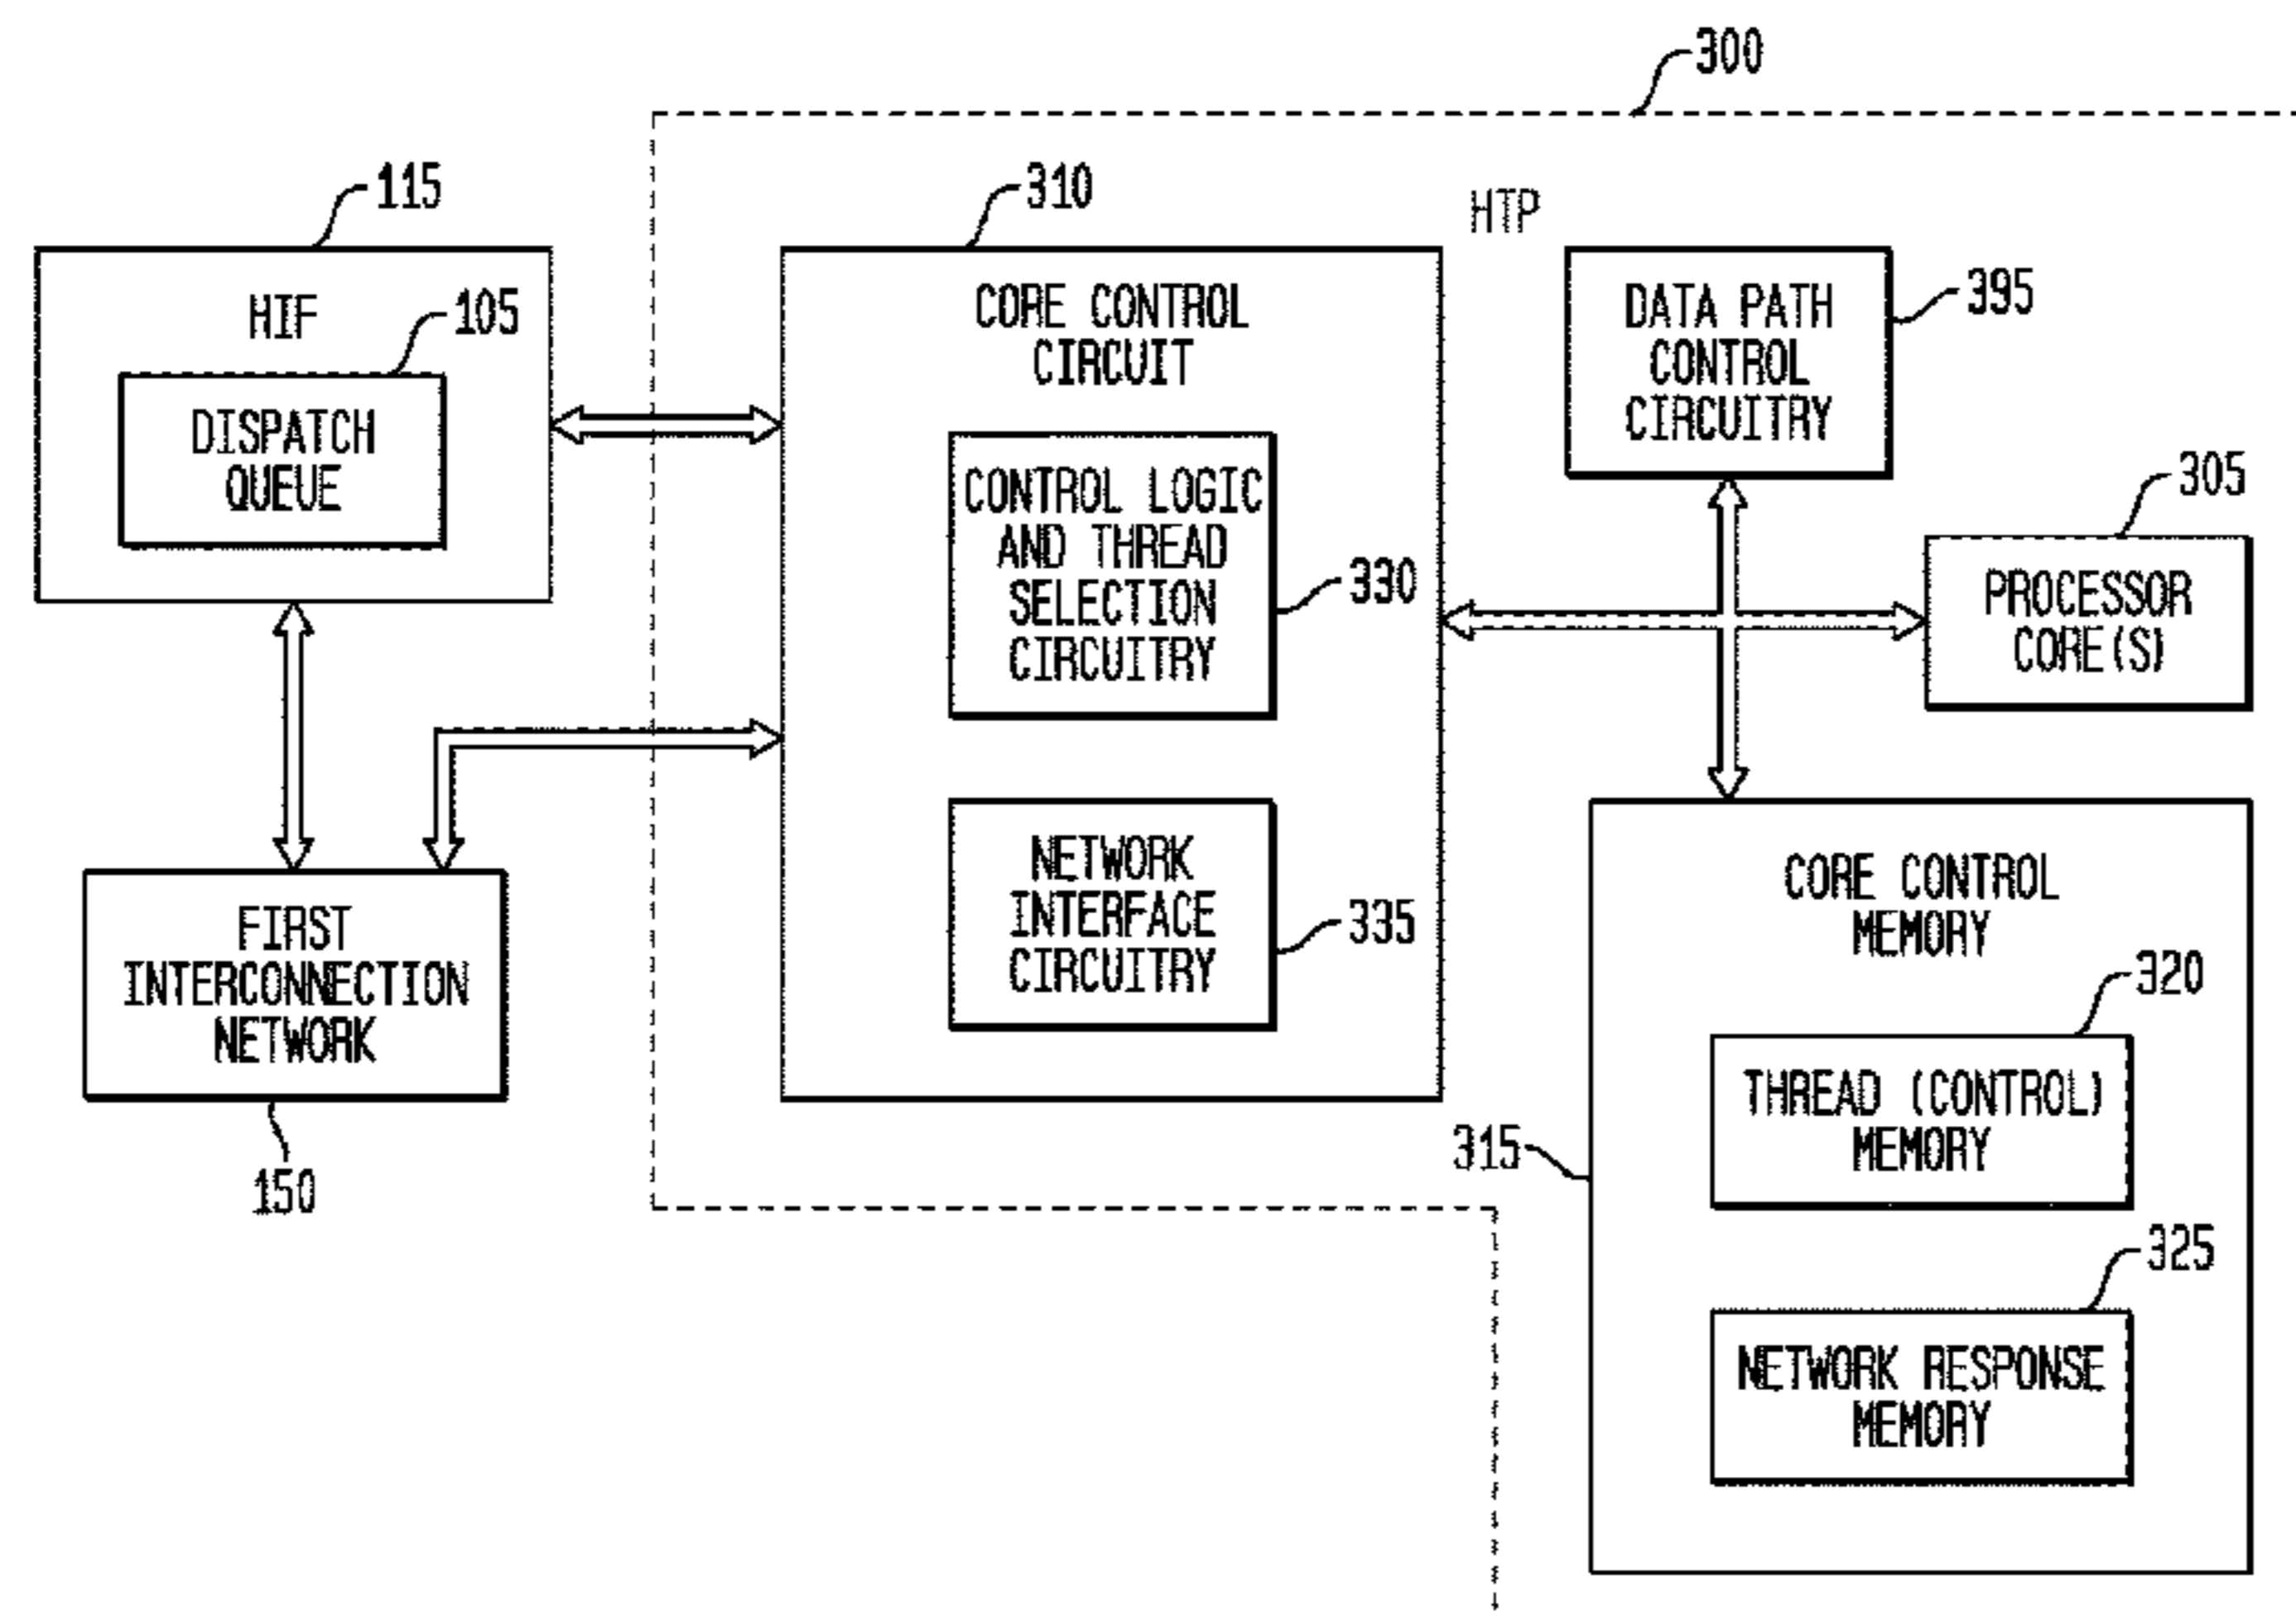 300
115
310
HTP
HIF
105
DISPATCH
QUEUE
CORE CONTROL
CIRCUIT
CONTROL LOGIC
AND THREAD
SELECTION
CIRCUITRY
330
NETWORK
INTERFACE
CIRCUITRY
335
DATA PATH
CONTROL
CIRCUITRY
395
305
PROCESSOR
CORE(S)
FIRST
INTERCONNECTION
NETWORK
150
CORE CONTROL
MEMORY
315
320
THREAD (CONTROL)
MEMORY
325
NETWORK RESPONSE
MEMORY